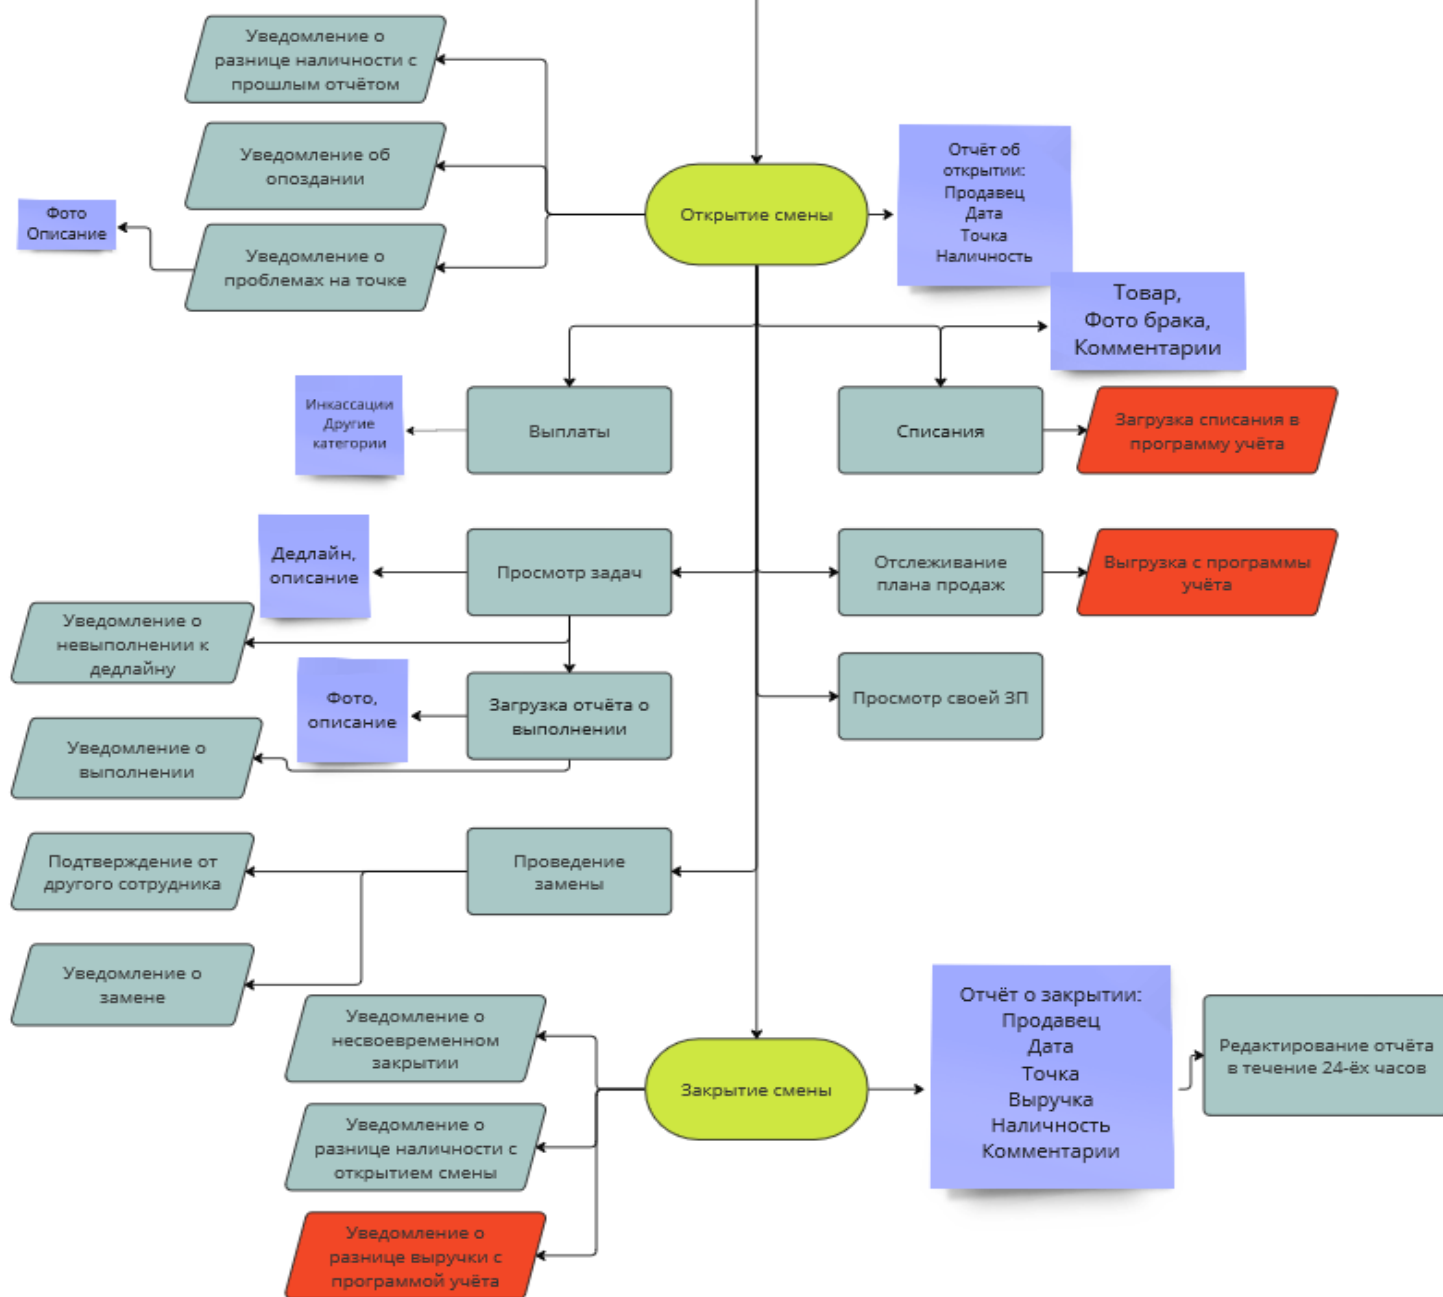 Уведомление о
разнице наличности с
прошлым отчётом
Уведомление об
опоздании
Фото
Описание
Уведомление о
проблемах на точке
Открытие смены
Отчёт об
открытии:
Продавец
Дата
Точка
Наличность
Товар,
Фото брака,
Комментарии
Инкассации
Другие
категории
Выплаты
Списания
Загрузка списания в
программу учёта
Дедлайн,
описание
Просмотр задач
Отслеживание
плана продаж
Выгрузка с программы
учёта
Уведомление о
невыполнении к
дедлайну
Фото,
описание
Загрузка отчёта о
выполнении
Просмотр своей ЗП
Уведомление о
выполнении
Подтверждение от
другого сотрудника
Проведение
замены
Уведомление о
замене
Уведомление о
несвоевременном
закрытии
Уведомление о
разнице наличности с
открытием смены
Уведомление о
разнице выручки с
программой учёта
Закрытие смены
Отчёт о закрытии:
Продавец
Дата
Точка
Выручка
Наличность
Комментарии
Редактирование отчёта
в течение 24-ёх часов